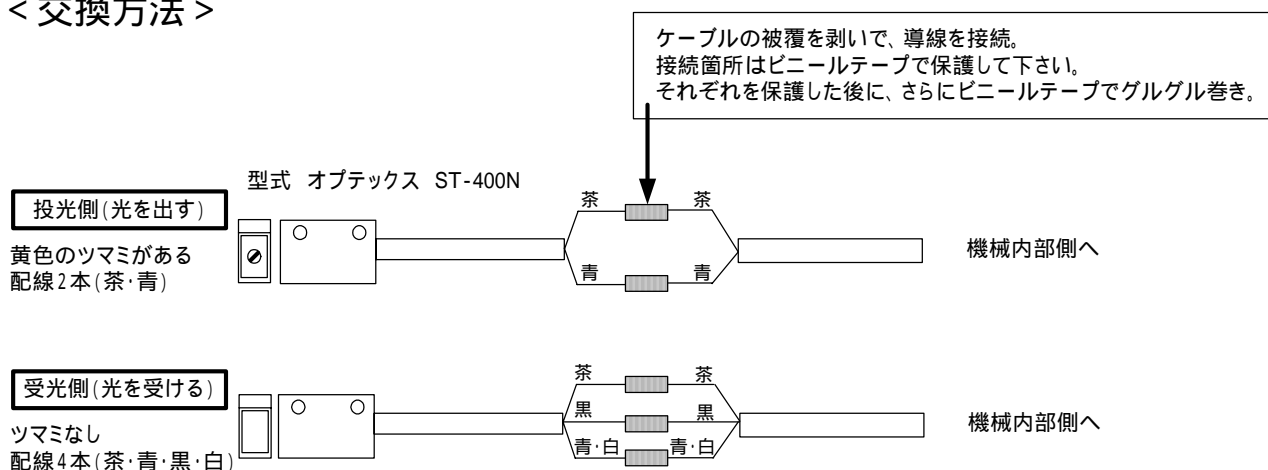 <交換方法>
ケーブルの被覆を剥いで、導線を接続。
接続箇所はビニールテープで保護して下さい。
それぞれを保護した後に、さらにビニールテープでグルグル巻き。
型式 オプテックス ST-400N
投光側(光を出す)
黄色のツマミがある
配線2本(茶・青)
茶 茶
青 青
機械内部側へ
受光側(光を受ける)
ツマミなし
配線4本(茶・青・黒・白)
茶 茶
黒 黒
青・白 青・白
機械内部側へ